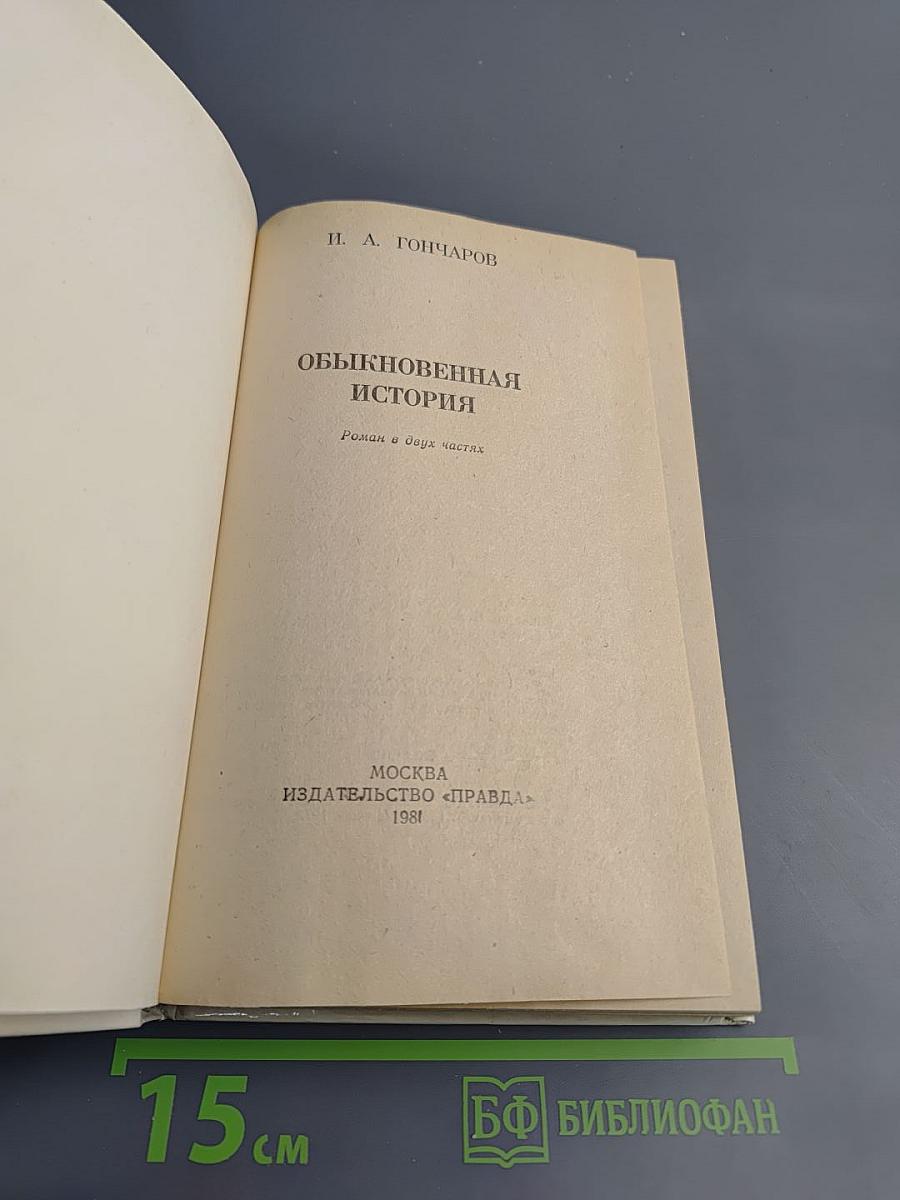 И. А. ГОНЧАРОВ
ОБЫКНОВЕННАЯ
ИСТОРИЯ
Роман в двух частях
МОСКВА
ИЗДАТЕЛЬСТВО «ПРАВДА»
1981
15 см
БФ БИБЛИОФАН